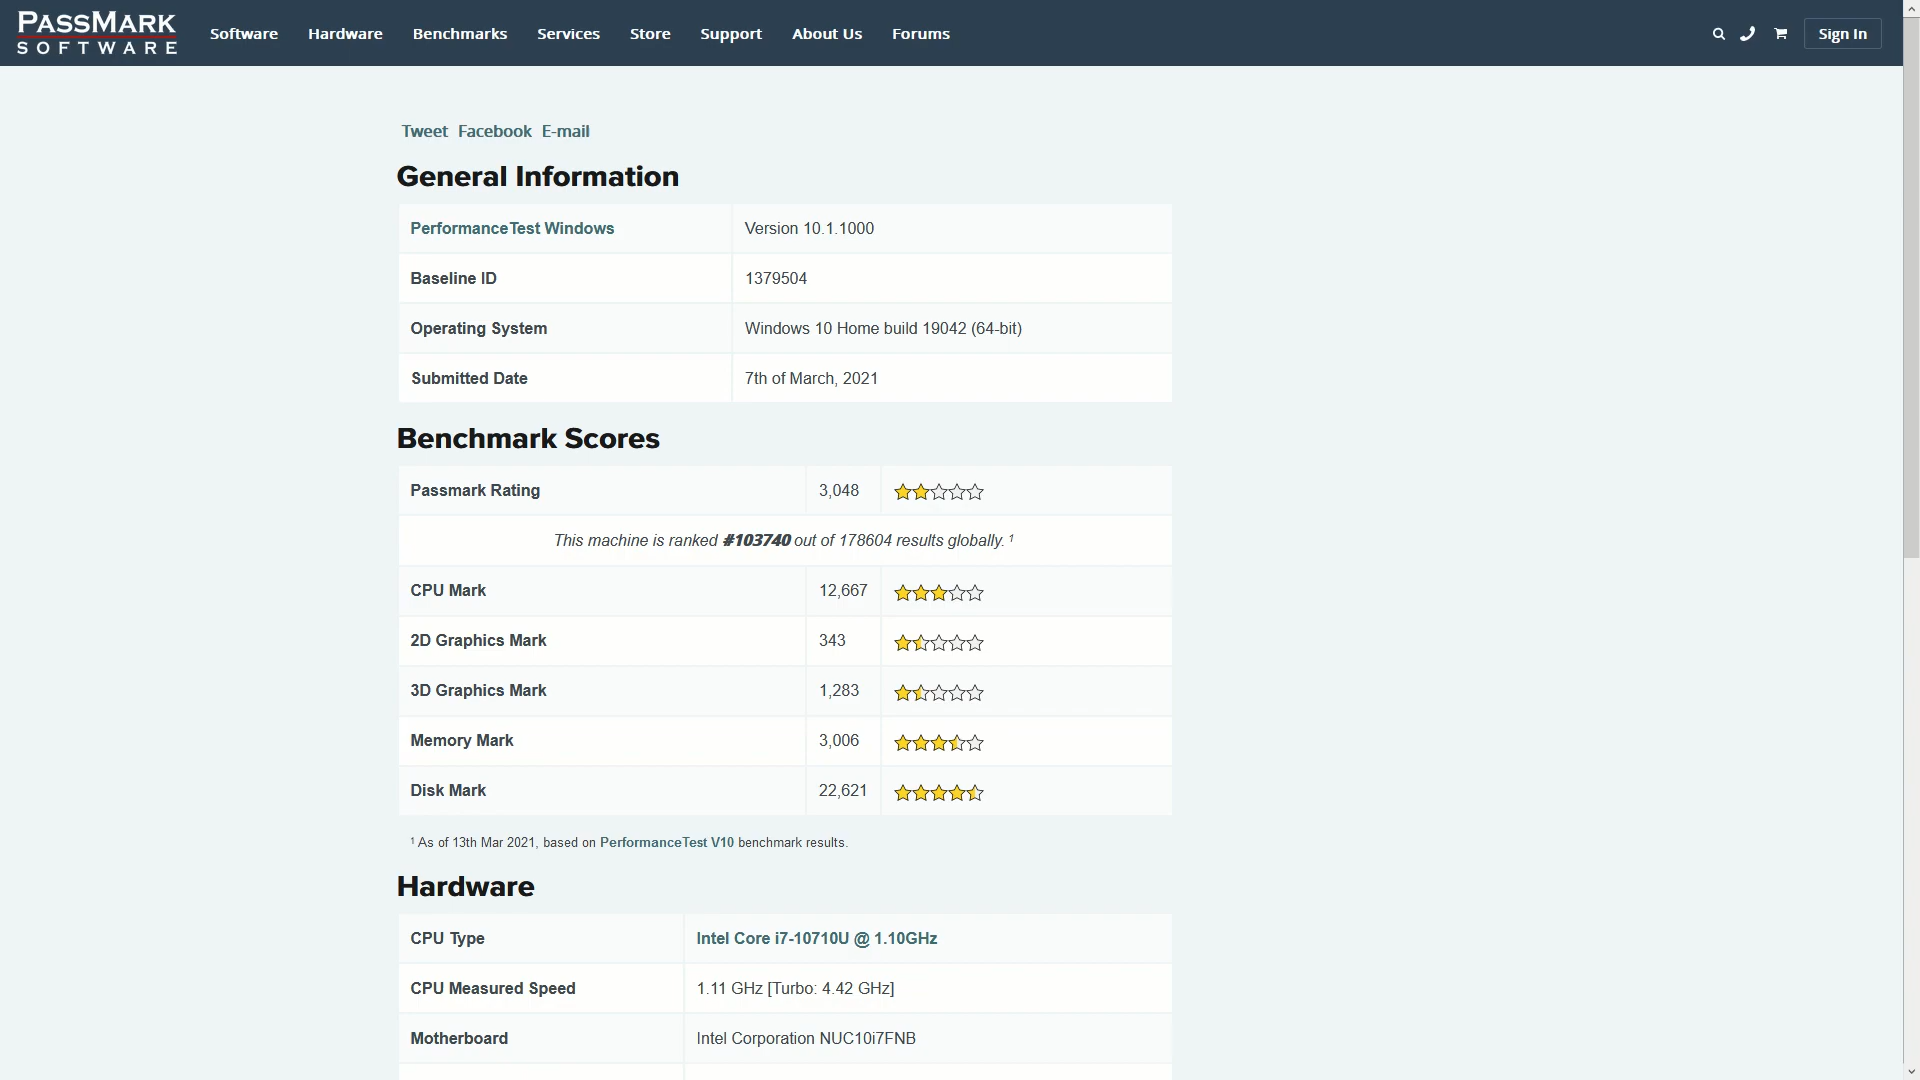 PASSMARK
SOFTWARE
Software Hardware Benchmarks Services Store Support About Us Forums Sign In
Tweet Facebook E-mail
General Information
PerformanceTest Windows Version 10.1.1000
Baseline ID 1379504
Operating System Windows 10 Home build 19042 (64-bit)
Submitted Date 7th of March, 2021
Benchmark Scores
Passmark Rating 3,048
This machine is ranked #103740 out of 178604 results globally. ¹
CPU Mark 12,667
2D Graphics Mark 343
3D Graphics Mark 1,283
Memory Mark 3,006
Disk Mark 22,621
¹ As of 13th Mar 2021, based on PerformanceTest V10 benchmark results.
Hardware
CPU Type Intel Core i7-10710U @ 1.10GHz
CPU Measured Speed 1.11 GHz [Turbo: 4.42 GHz]
Motherboard Intel Corporation NUC10i7FNB